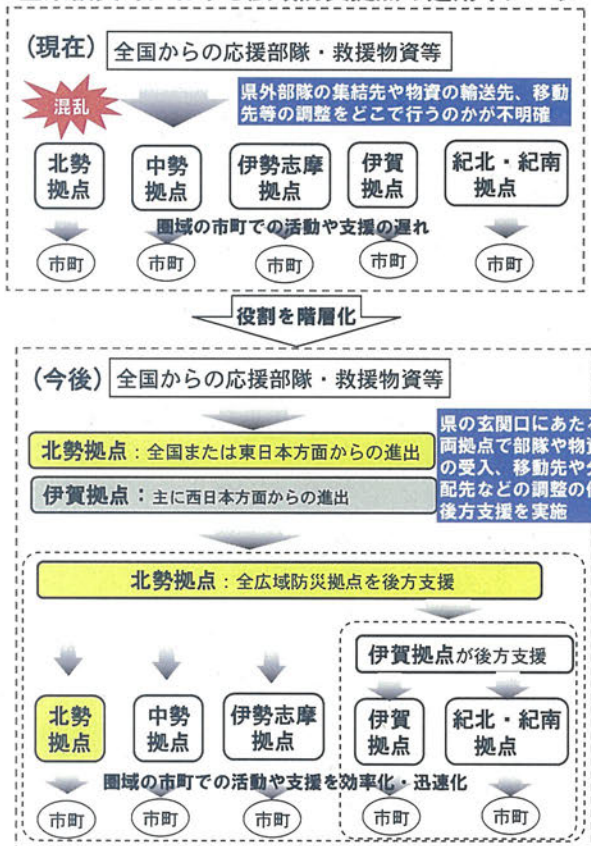 (現在) 全国からの応援部隊・救援物資等
混乱
県外部隊の集結先や物資の輸送先、移動
先等の調整をどこで行うのかが不明確
北勢
拠点
中勢
拠点
伊勢志摩
拠点
伊賀
拠点
紀北・紀南
拠点
圏域の市町での活動や支援の遅れ
市町 市町 市町 市町 市町
役割を階層化
(今後) 全国からの応援部隊・救援物資等
北勢拠点:全国または東日本方面からの進出
伊賀拠点:主に西日本方面からの進出
県の玄関口にあたる
両拠点で部隊や物資
の受入、移動先や分
配先などの調整の他
後方支援を実施
北勢拠点:全広域防災拠点を後方支援
伊賀拠点が後方支援
北勢
拠点
中勢
拠点
伊勢志摩
拠点
伊賀
拠点
紀北・紀南
拠点
圏域の市町での活動や支援を効率化・迅速化
市町 市町 市町 市町 市町